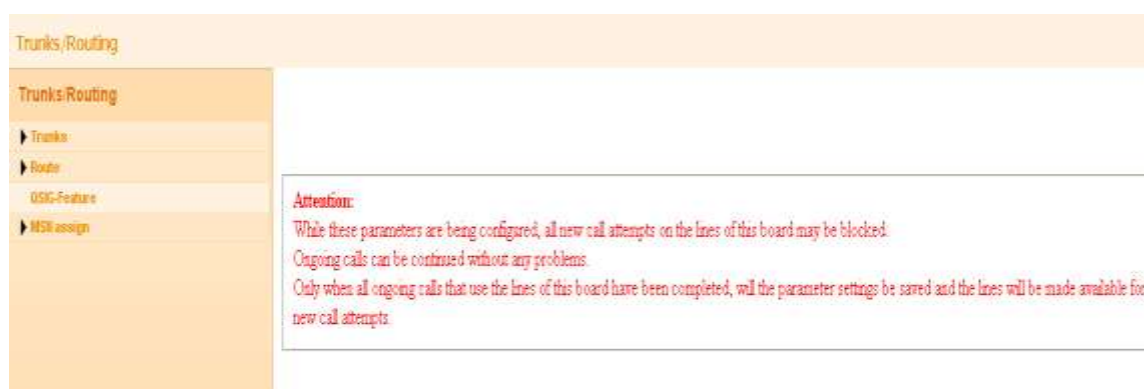 Trunks/Routing
Trunks/Routing
Trunks
Route
QSIG-Feature
MSN assign
Attention:
While these parameters are being configured, all new call attempts on the lines of this board may be blocked.
Ongoing calls can be continued without any problems.
Only when all ongoing calls that use the lines of this board have been completed, will the parameter settings be saved and the lines will be made available for
new call attempts.